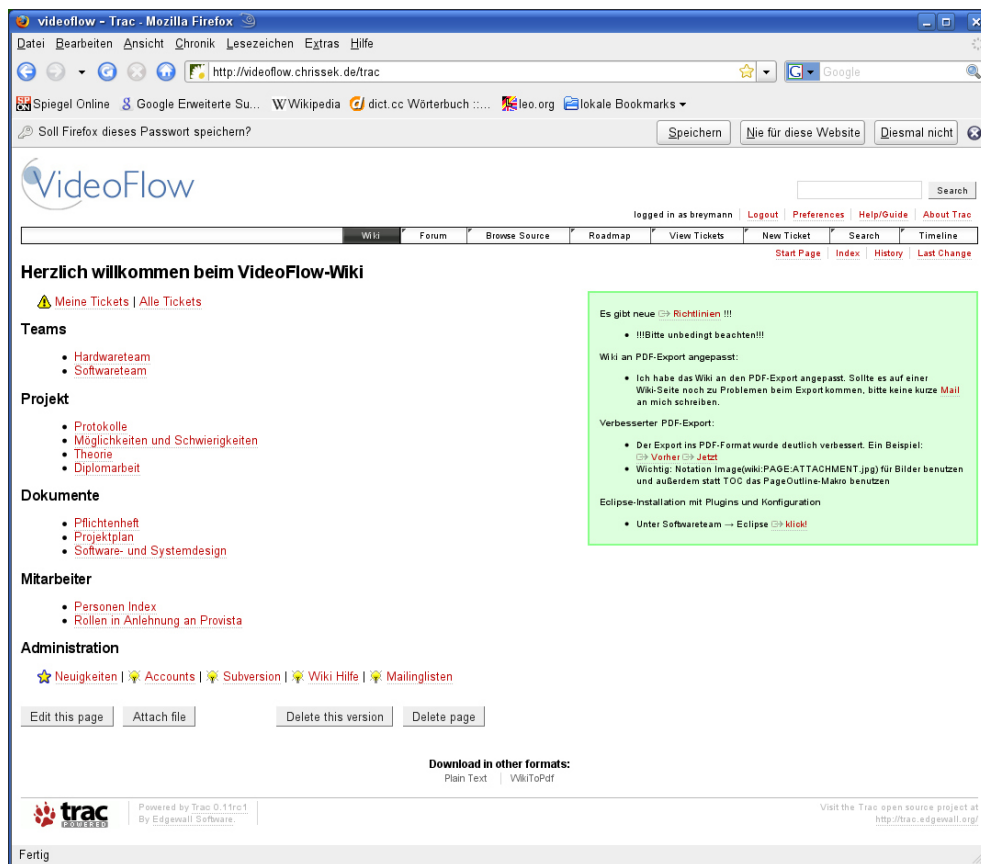 videoflow - Trac - Mozilla Firefox
Datei Bearbeiten Ansicht Chronik Lesezeichen Extras Hilfe
http://videoflow.chrissek.de/trac
G Google
Spiegel Online Google Erweiterte Su... Wikipedia dict.cc Wörterbuch ::... leo.org lokale Bookmarks
Soll Firefox dieses Passwort speichern? Speichern Nie für diese Website Diesmal nicht
VideoFlow
Search
logged in as breymann Logout Preferences Help/Guide About Trac
Wiki Forum Browse Source Roadmap View Tickets New Ticket Search Timeline
Start Page Index History Last Change
Herzlich willkommen beim VideoFlow-Wiki
Meine Tickets | Alle Tickets
Teams
• Hardwareteam
• Softwareteam
Projekt
• Protokolle
• Möglichkeiten und Schwierigkeiten
• Theorie
• Diplomarbeit
Dokumente
• Pflichtenheft
• Projektplan
• Software- und Systemdesign
Mitarbeiter
• Personen Index
• Rollen in Anlehnung an Provista
Administration
Neuigkeiten | Accounts | Subversion | Wiki Hilfe | Mailinglisten
Es gibt neue Richtlinien !!!
• !!!Bitte unbedingt beachten!!!
Wiki an PDF-Export angepasst:
• Ich habe das Wiki an den PDF-Export angepasst. Sollte es auf einer
Wiki-Seite noch zu Problemen beim Export kommen, bitte keine kurze Mail
an mich schreiben.
Verbesserter PDF-Export:
• Der Export ins PDF-Format wurde deutlich verbessert. Ein Beispiel:
Vorher Jetzt
• Wichtig: Notation Image(wiki:PAGE:ATTACHMENT.jpg) für Bilder benutzen
und außerdem statt TOC das PageOutline-Makro benutzen
Eclipse-Installation mit Plugins und Konfiguration
• Unter Softwareteam → Eclipse klick!
Edit this page Attach file Delete this version Delete page
Download in other formats:
Plain Text WikiToPdf
trac
POWERED
Powered by Trac 0.11rc1
By Edgewall Software.
Visit the Trac open source project at
http://trac.edgewall.org/
Fertig